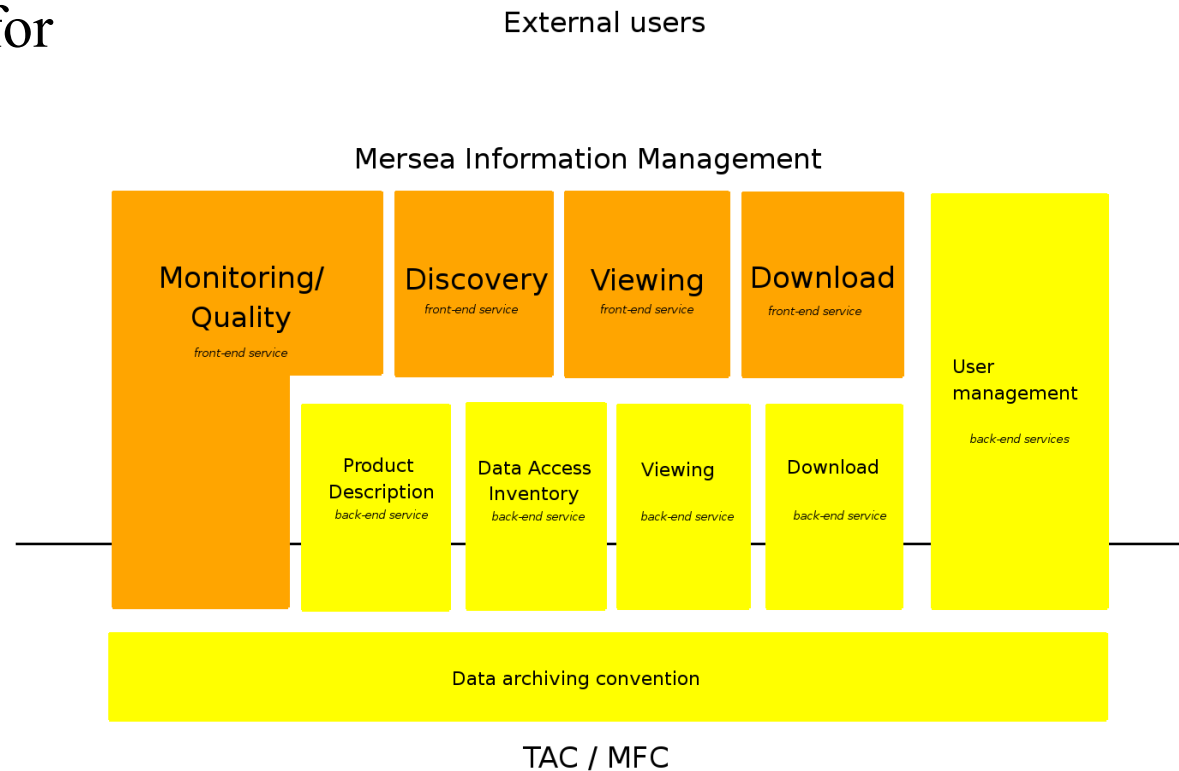 for
External users
Mersea Information Management
Monitoring/
Quality
front-end service
Discovery
front-end service
Viewing
front-end service
Download
front-end service
User
management
back-end services
Product
Description
back-end service
Data Access
Inventory
back-end service
Viewing
back-end service
Download
back-end service
Data archiving convention
TAC / MFC